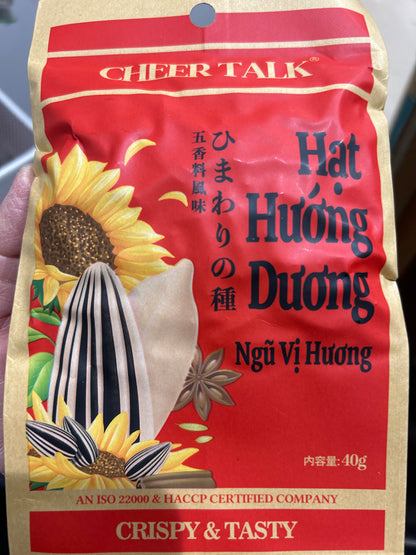 CHEER TALK®
ひまわりの種
五香料風味
Hạt
Hướng
Dương
Ngũ Vị Hương
内容量: 40g
AN ISO 22000 & HACCP CERTIFIED COMPANY
CRISPY & TASTY